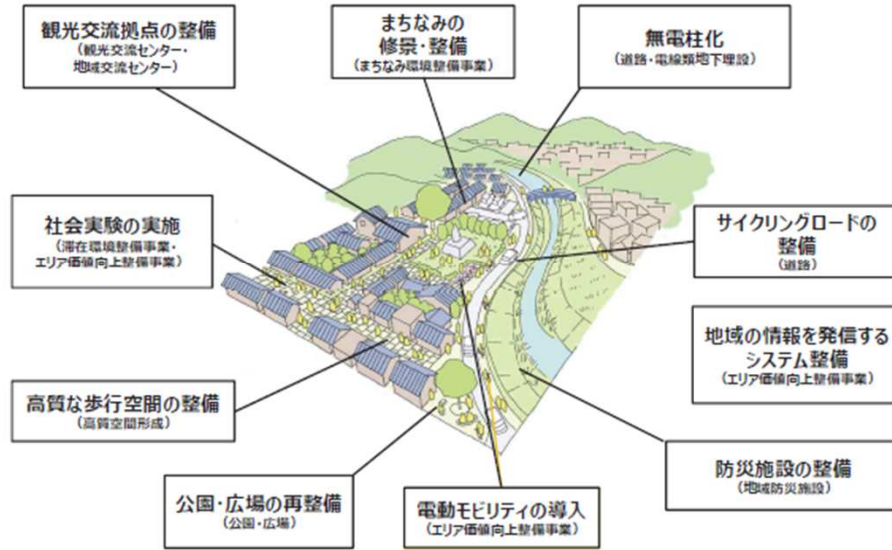 観光交流拠点の整備
(観光交流センター・
地域交流センター)
まちなみの
修景・整備
(まちなみ環境整備事業)
無電柱化
(道路・電線類地下埋設)
社会実験の実施
(滞在環境整備事業・
エリア価値向上整備事業)
サイクリングロードの
整備
(道路)
地域の情報を発信する
システム整備
(エリア価値向上整備事業)
高質な歩行空間の整備
(高質空間形成)
防災施設の整備
(地域防災施設)
公園・広場の再整備
(公園・広場)
電動モビリティの導入
(エリア価値向上整備事業)